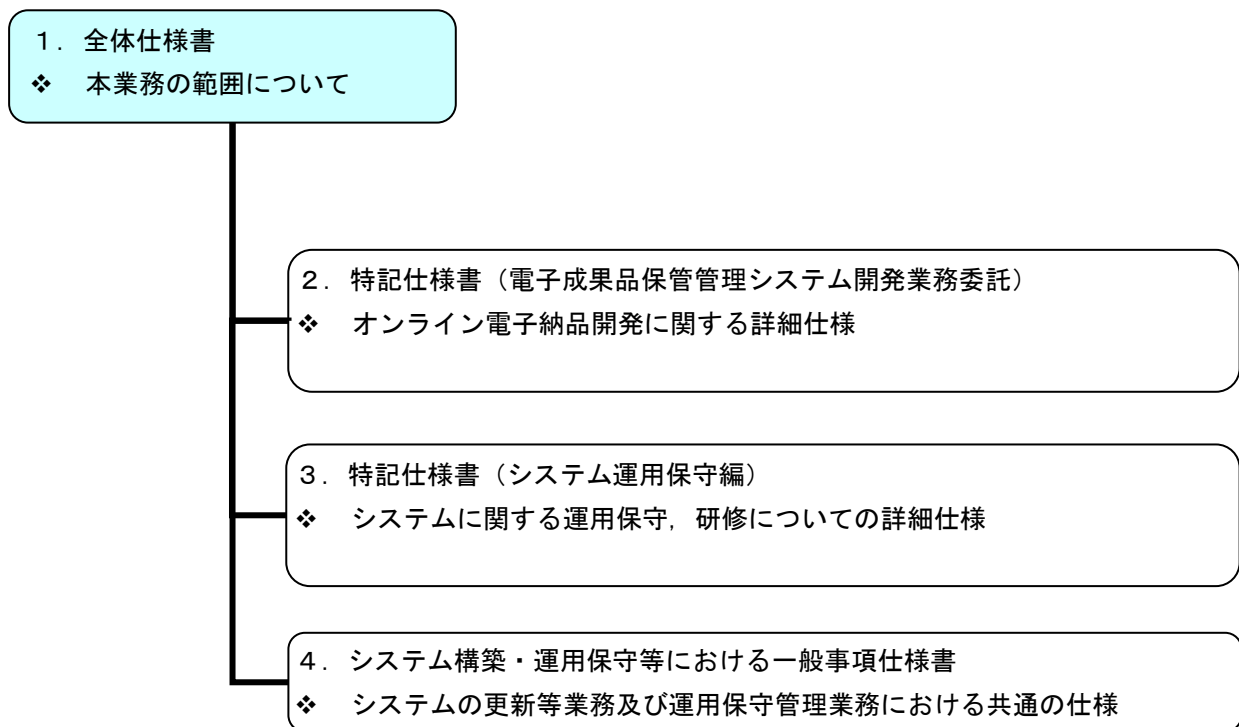 １．全体仕様書
❖ 本業務の範囲について
２．特記仕様書（電子成果品保管管理システム開発業務委託）
❖ オンライン電子納品開発に関する詳細仕様
３．特記仕様書（システム運用保守編）
❖ システムに関する運用保守，研修についての詳細仕様
４．システム構築・運用保守等における一般事項仕様書
❖ システムの更新等業務及び運用保守管理業務における共通の仕様